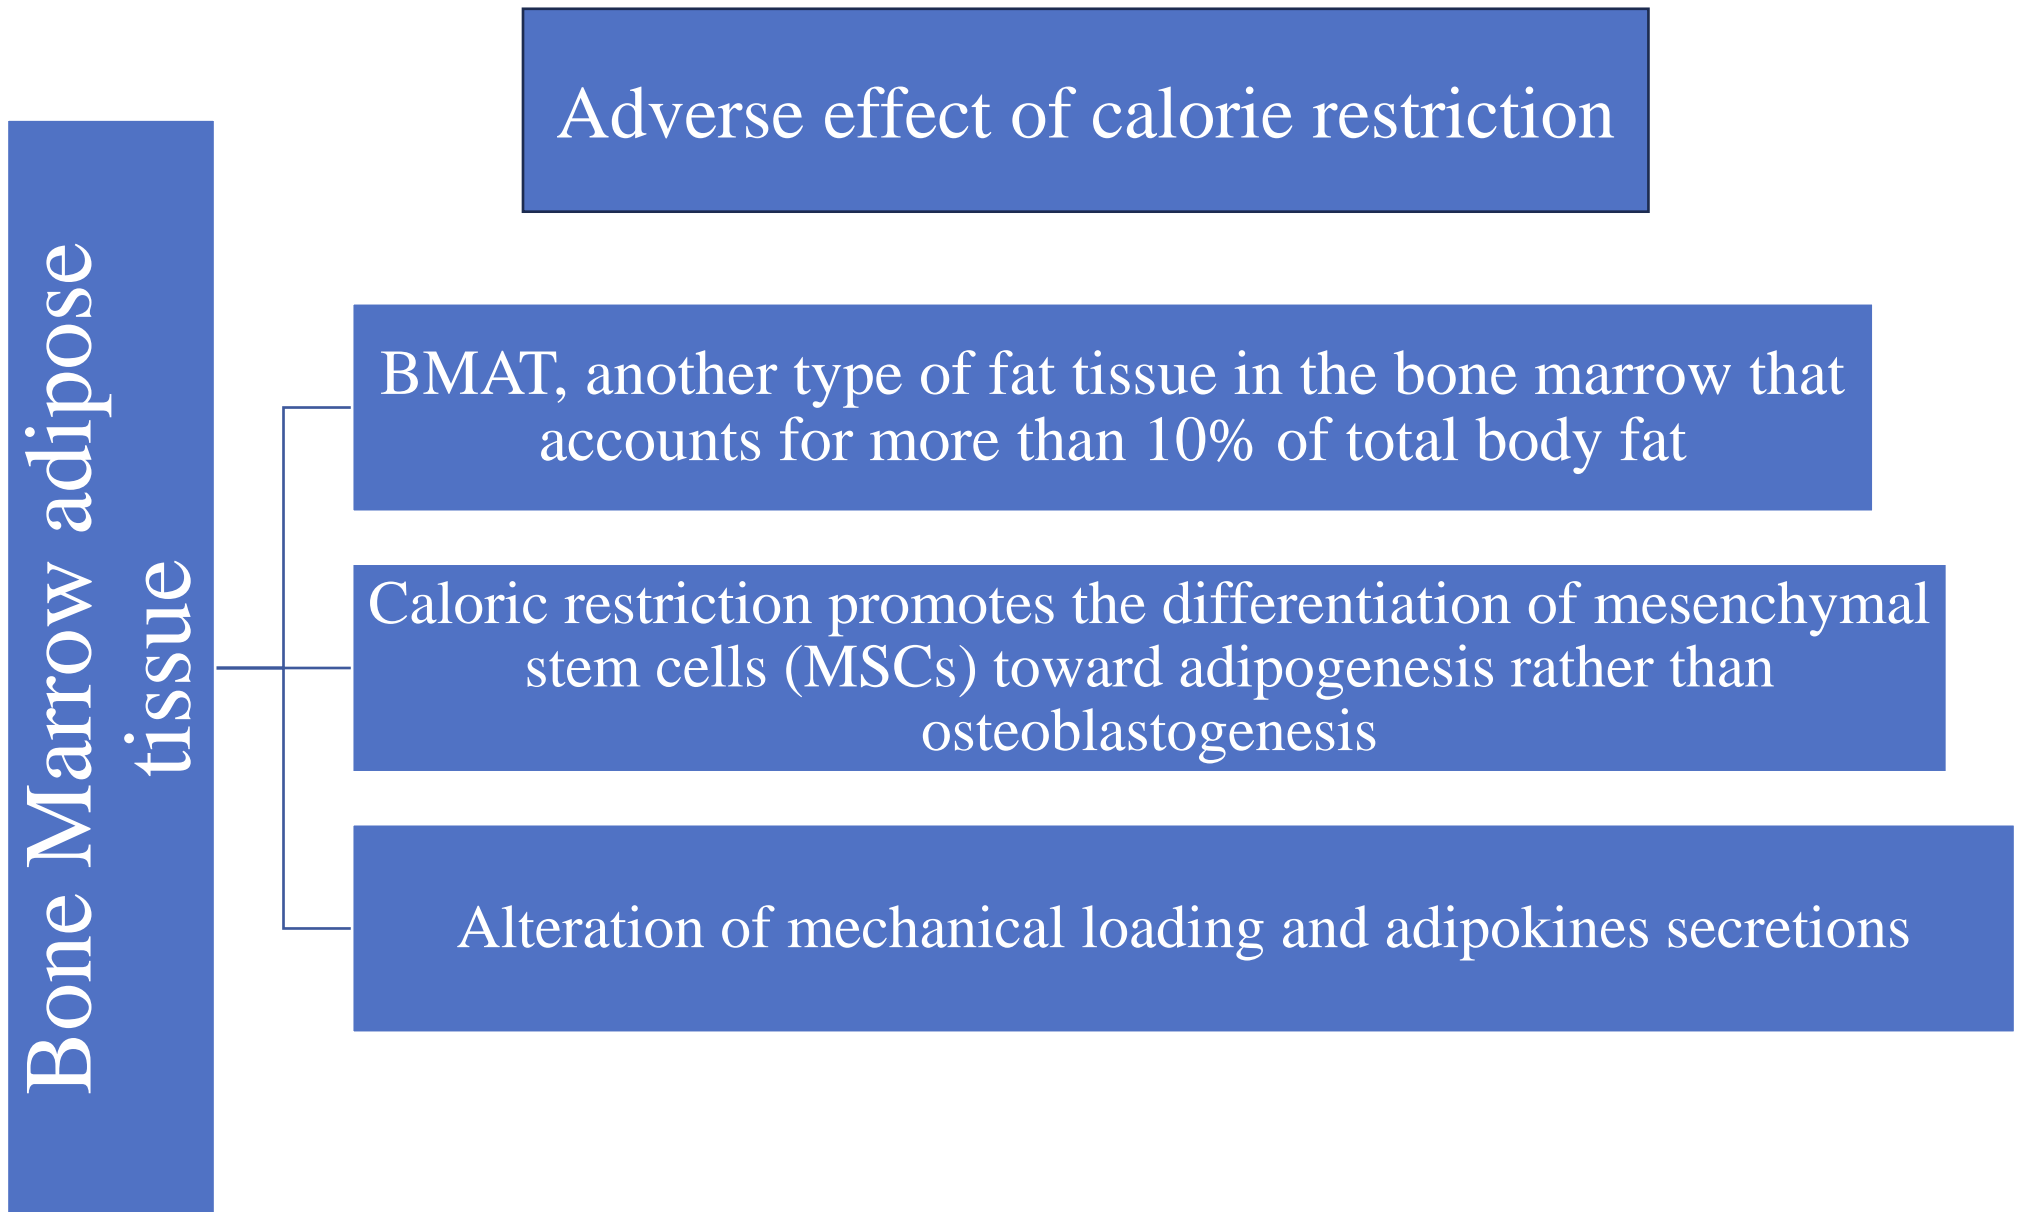 Adverse effect of calorie restriction
Bone Marrow adipose
tissue
BMAT, another type of fat tissue in the bone marrow that
accounts for more than 10% of total body fat
Caloric restriction promotes the differentiation of mesenchymal
stem cells (MSCs) toward adipogenesis rather than
osteoblastogenesis
Alteration of mechanical loading and adipokines secretions